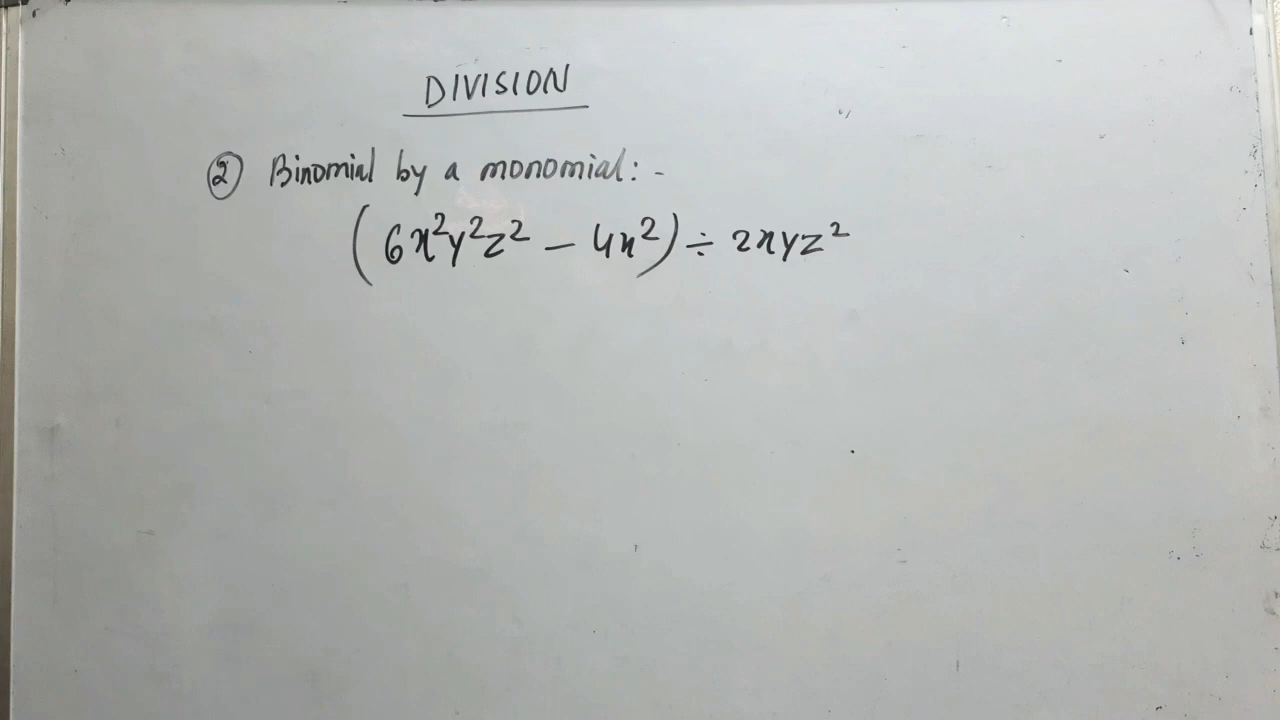 DIVISION
② Binomial by a monomial: -
(6x²y²z² - 4x²) ÷ 2xyz²